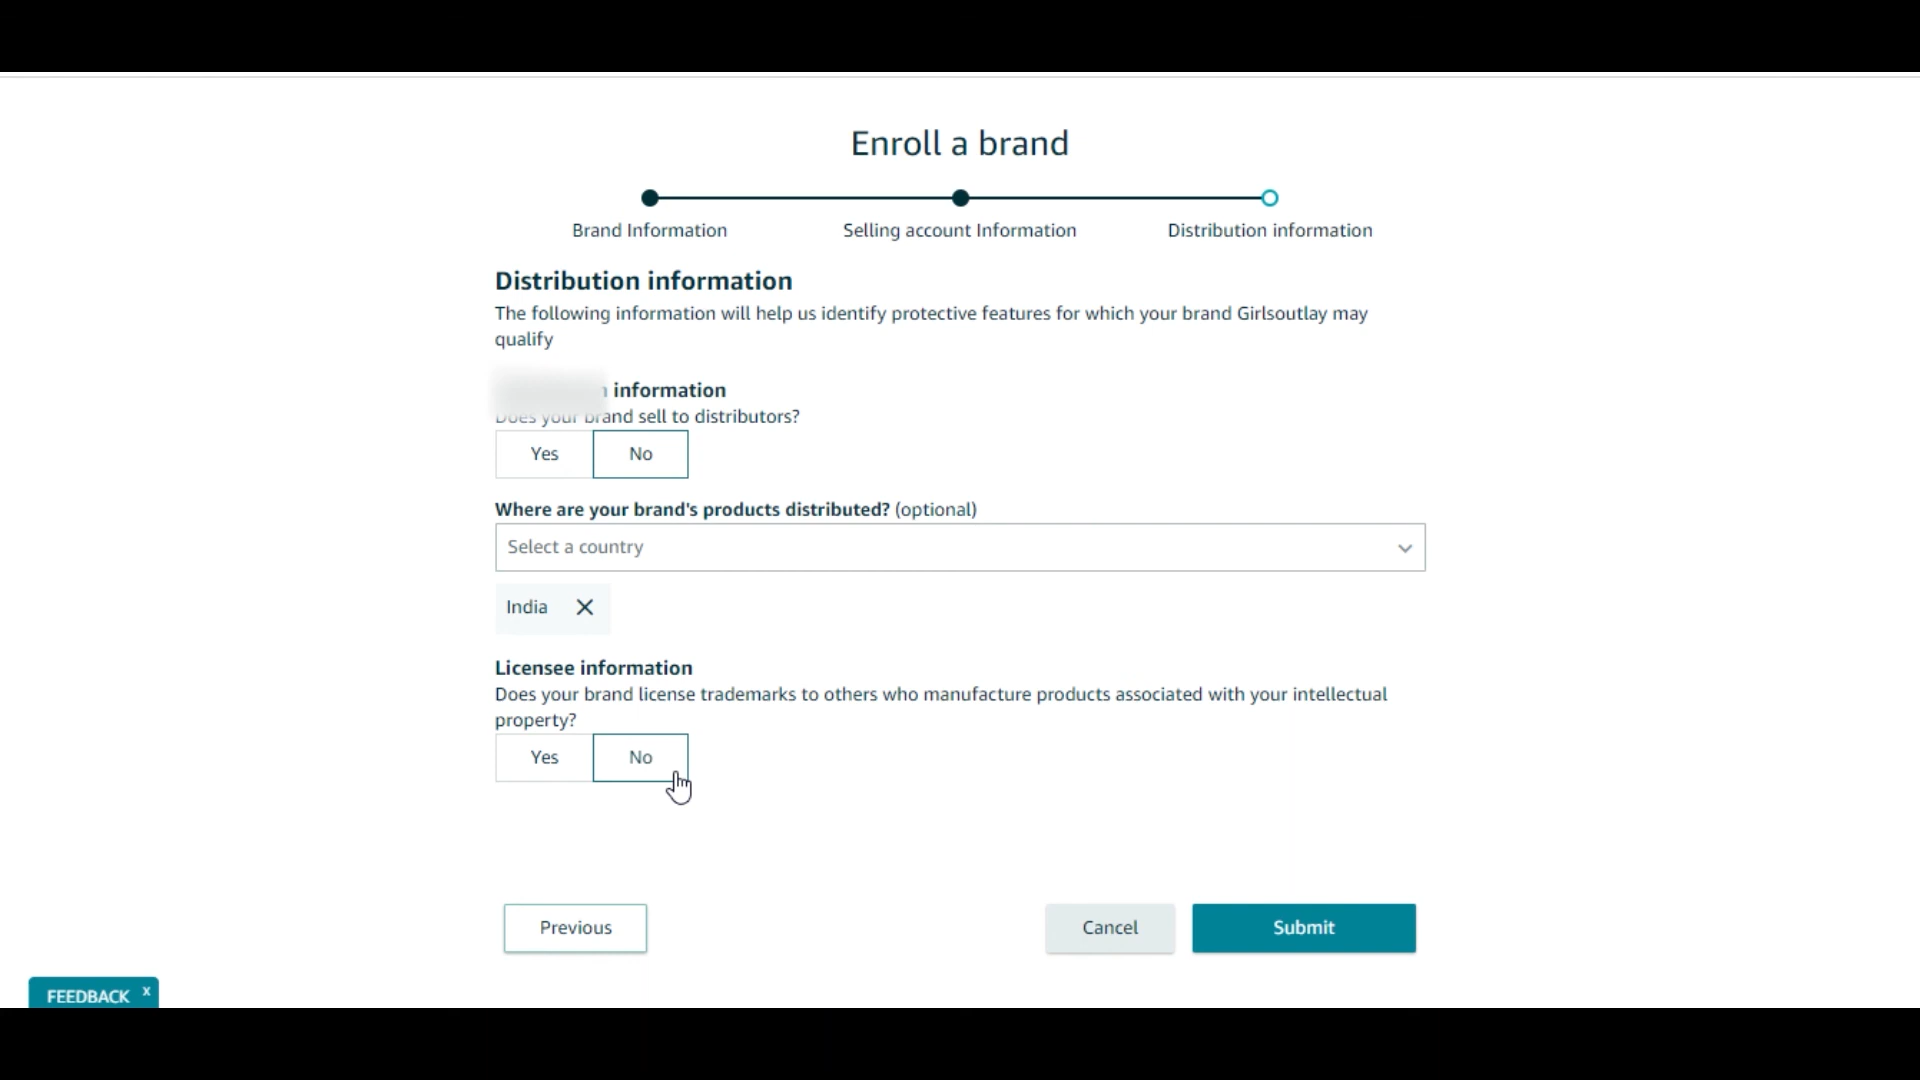 Enroll a brand
Brand Information
Selling account Information
Distribution information
Distribution information
The following information will help us identify protective features for which your brand Girlsoutlay may
qualify
information
Does your brand sell to distributors?
Yes
No
Where are your brand's products distributed? (optional)
Select a country
India
Licensee information
Does your brand license trademarks to others who manufacture products associated with your intellectual
property?
Yes
No
Previous
Cancel
Submit
FEEDBACK x